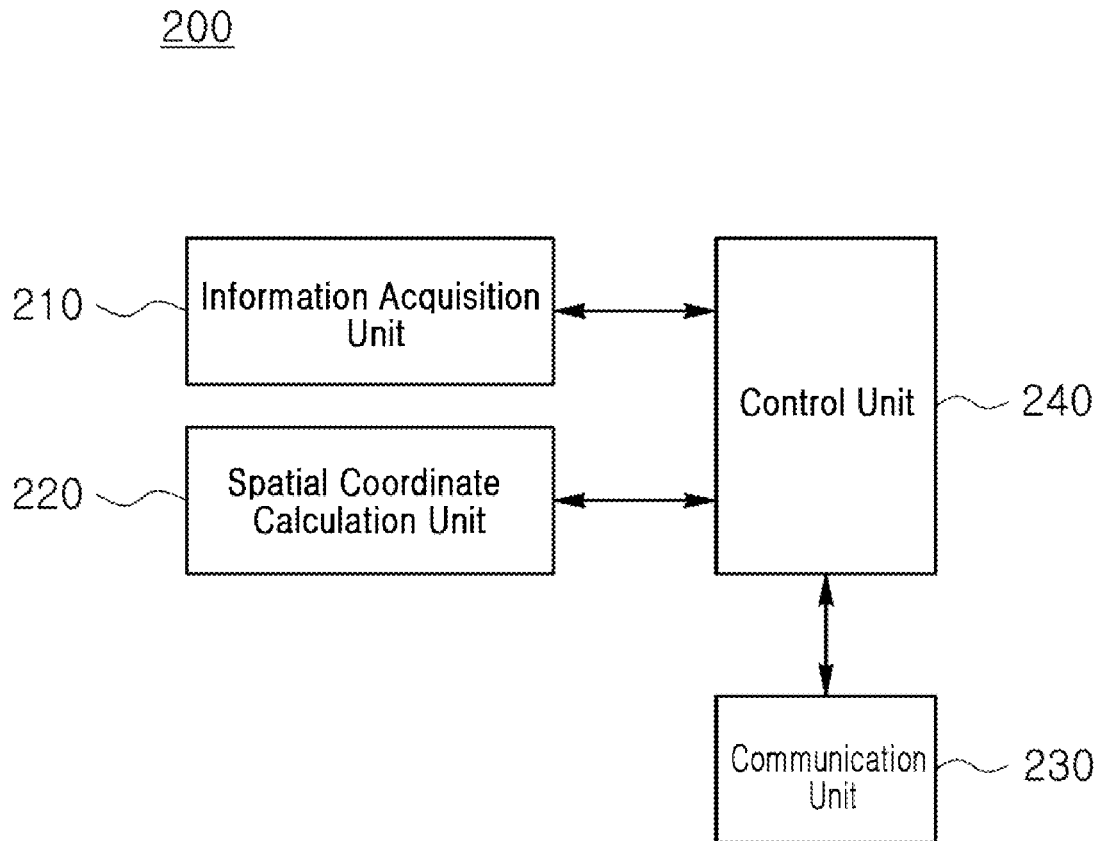 200
210
Information Acquisition
Unit
220
Spatial Coordinate
Calculation Unit
Control Unit
240
Communication
Unit
230